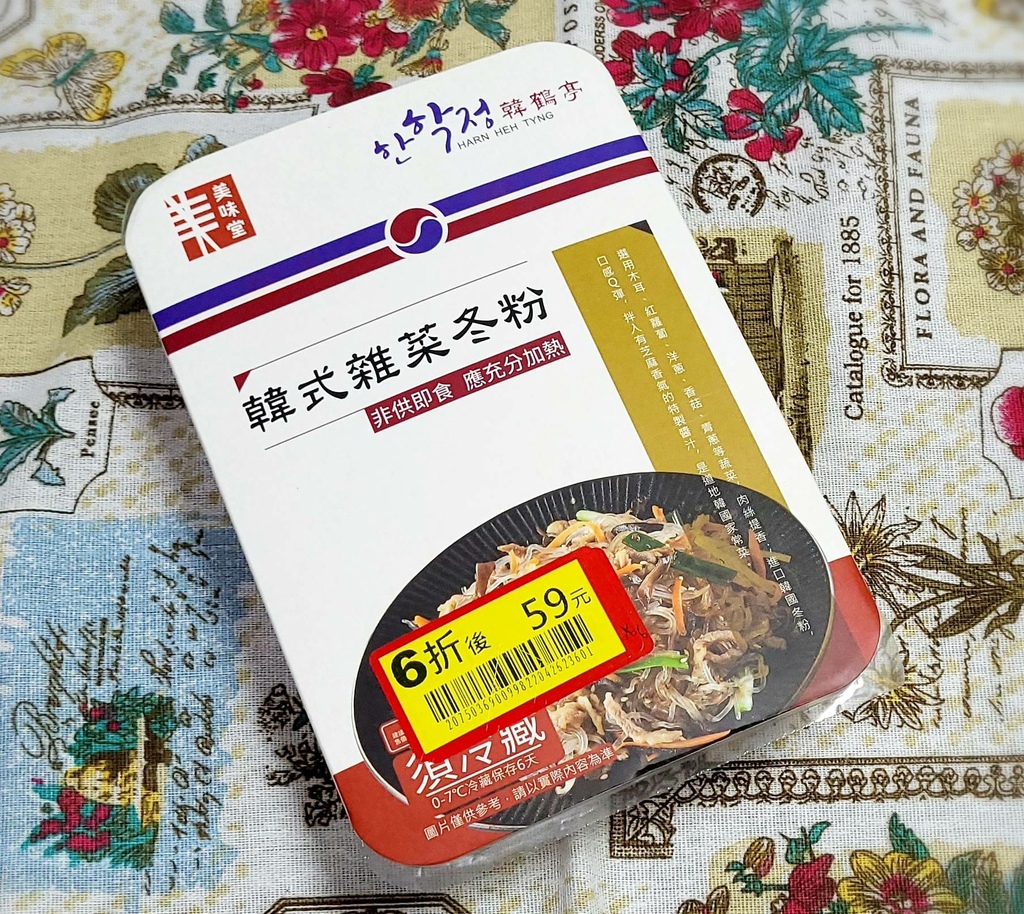 한학정 韓鶴亭
HARN HEH TYNG
美味堂
韓式雜菜冬粉
非供即食 應充分加熱
選用木耳、紅蘿蔔、洋蔥、香菇、青蔥等蔬菜,肉絲提香,進口韓國冬粉,
口感Q彈,拌入有芝麻香氣的特製醬汁,是道地韓國家常菜
6折後 59元
207503690099822042623601
須冷藏
0-7℃冷藏保存6天
圖片僅供參考,請以實際內容為準
FLORA AND FAUNA
Catalogue for 1885
Pennee